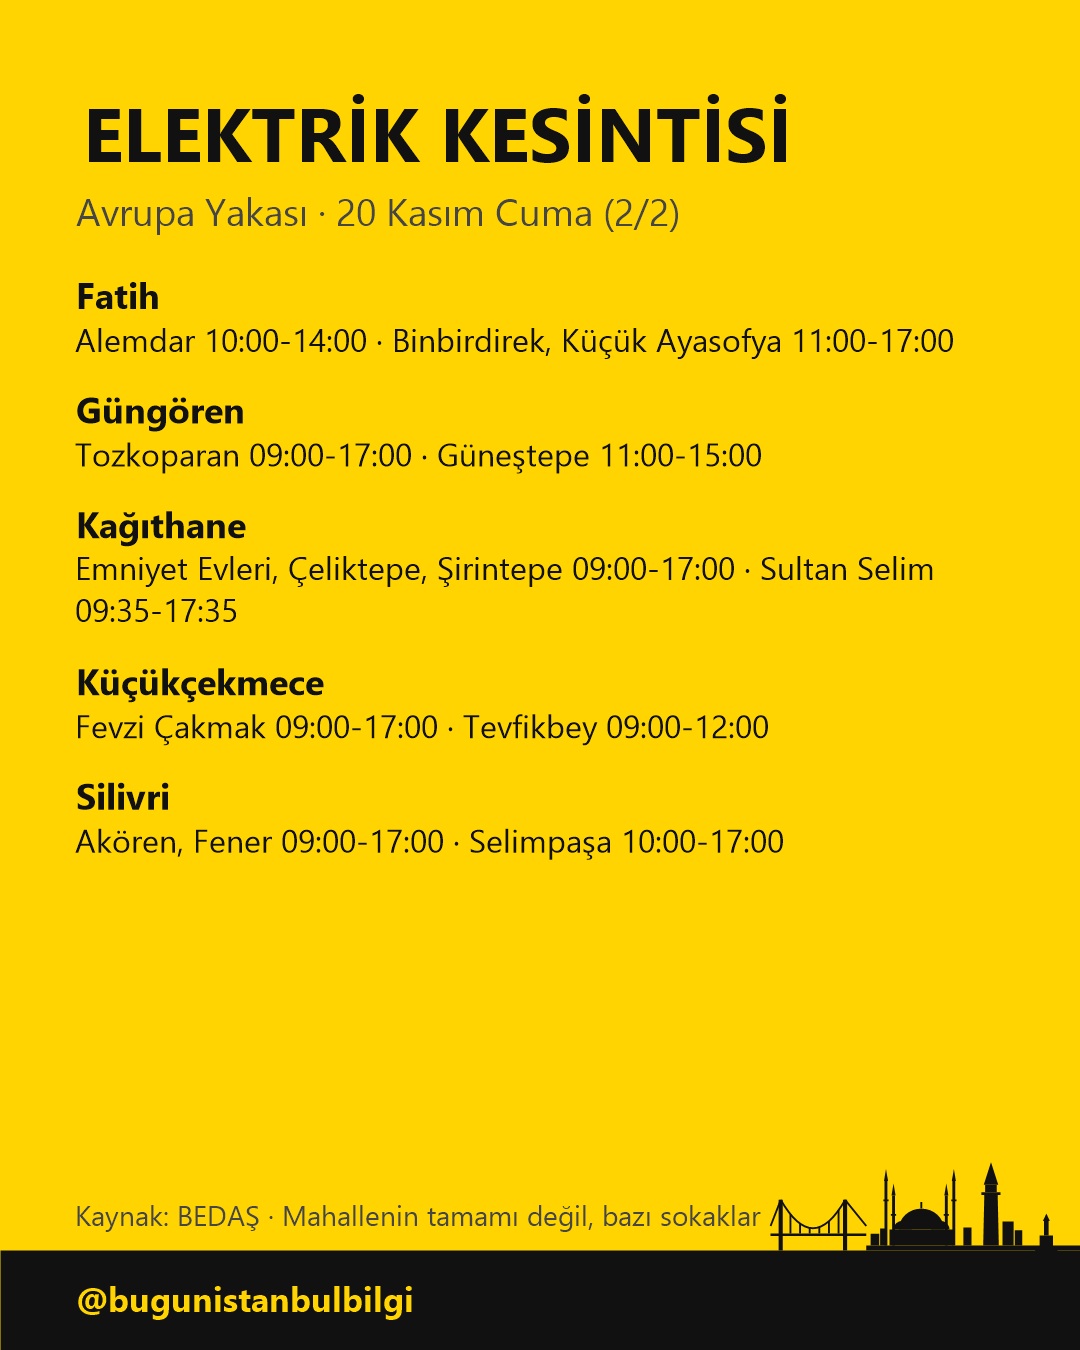 ELEKTRİK KESİNTİSİ
Avrupa Yakası · 20 Kasım Cuma (2/2)
Fatih
Alemdar 10:00-14:00 · Binbirdirek, Küçük Ayasofya 11:00-17:00
Güngören
Tozkoparan 09:00-17:00 · Güneştepe 11:00-15:00
Kağıthane
Emniyet Evleri, Çeliktepe, Şirintepe 09:00-17:00 · Sultan Selim
09:35-17:35
Küçükçekmece
Fevzi Çakmak 09:00-17:00 · Tevfikbey 09:00-12:00
Silivri
Akören, Fener 09:00-17:00 · Selimpaşa 10:00-17:00
Kaynak: BEDAŞ · Mahallenin tamamı değil, bazı sokaklar
@bugunistanbulbilgi